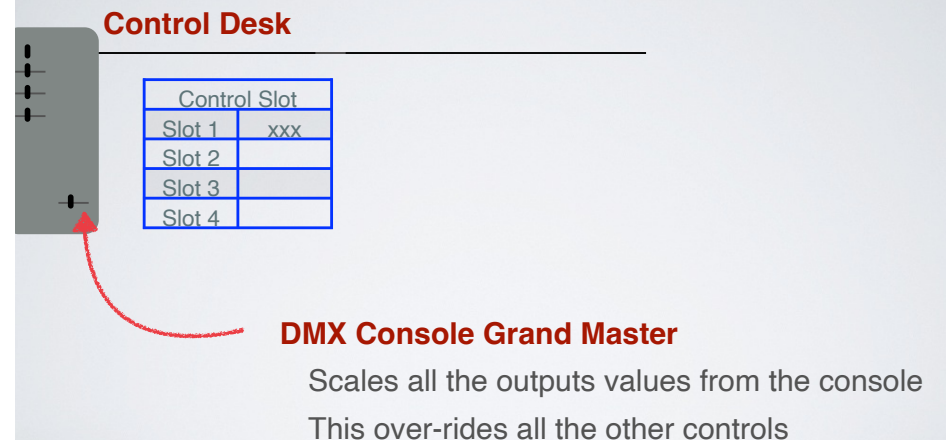 Control Desk
Control Slot
Slot 1 xxx
Slot 2
Slot 3
Slot 4
DMX Console Grand Master
Scales all the outputs values from the console
This over-rides all the other controls